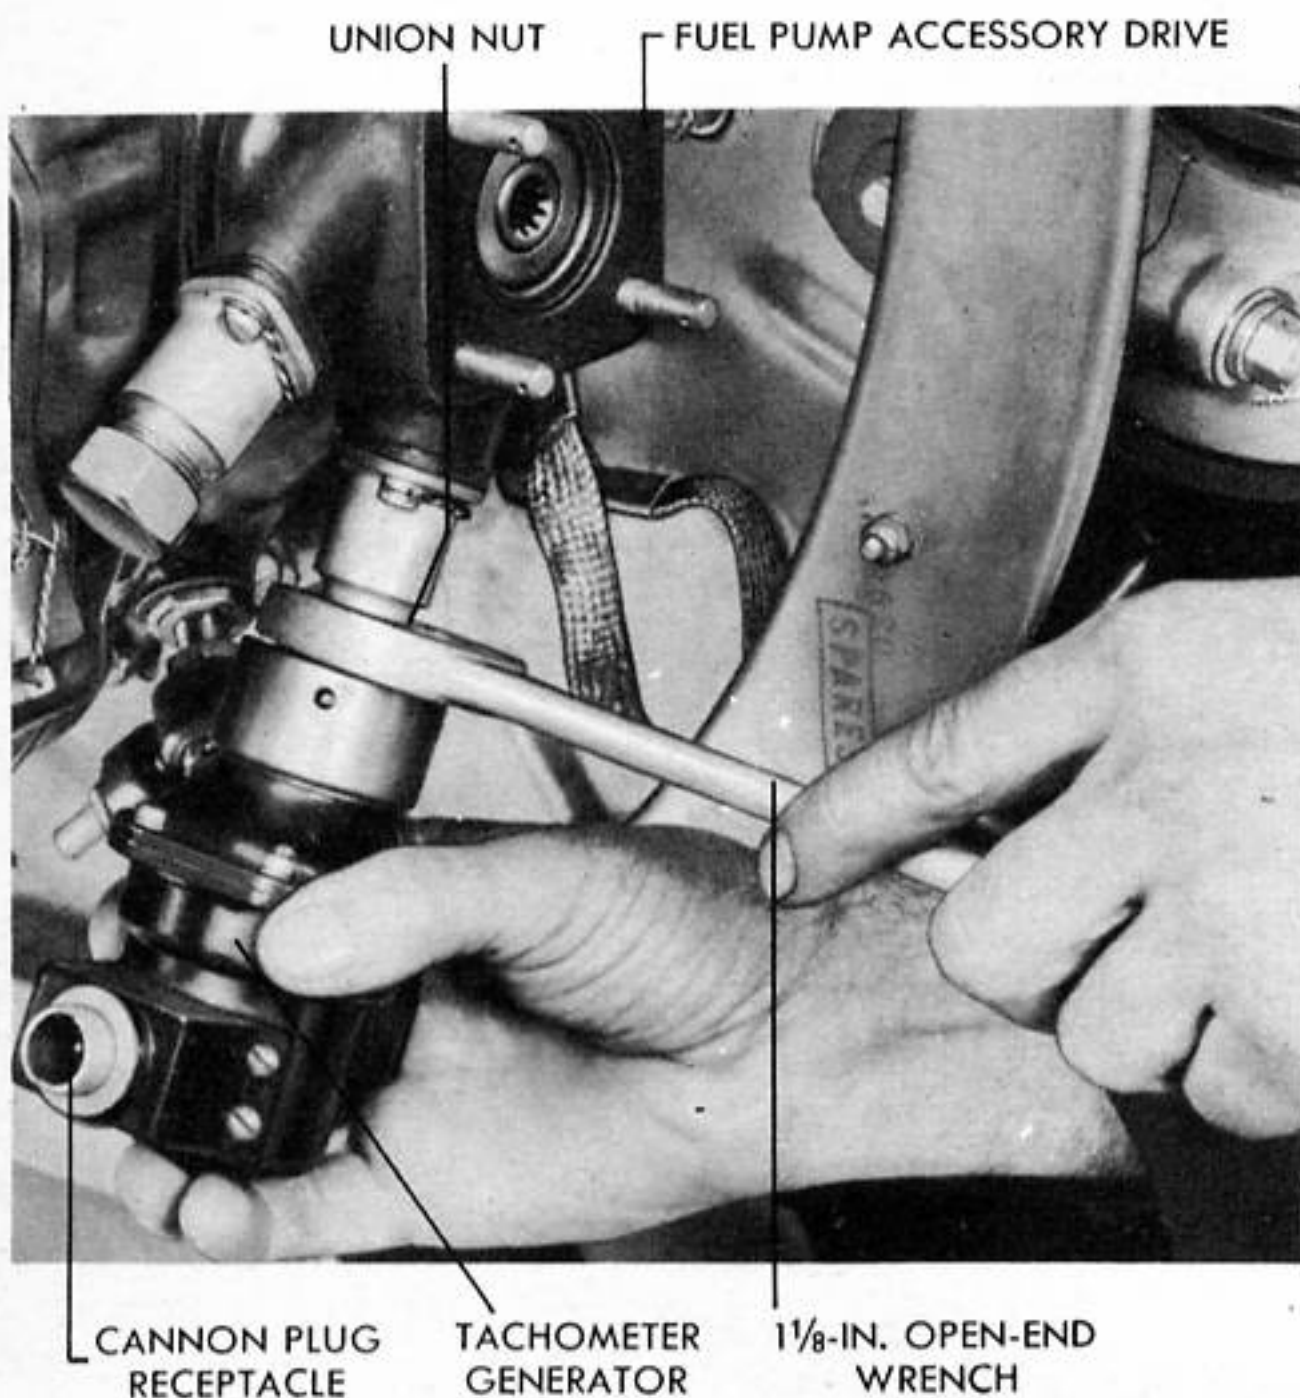 UNION NUT
FUEL PUMP ACCESSORY DRIVE
SPARES
CANNON PLUG
RECEPTACLE
TACHOMETER
GENERATOR
1⅛-IN. OPEN-END
WRENCH